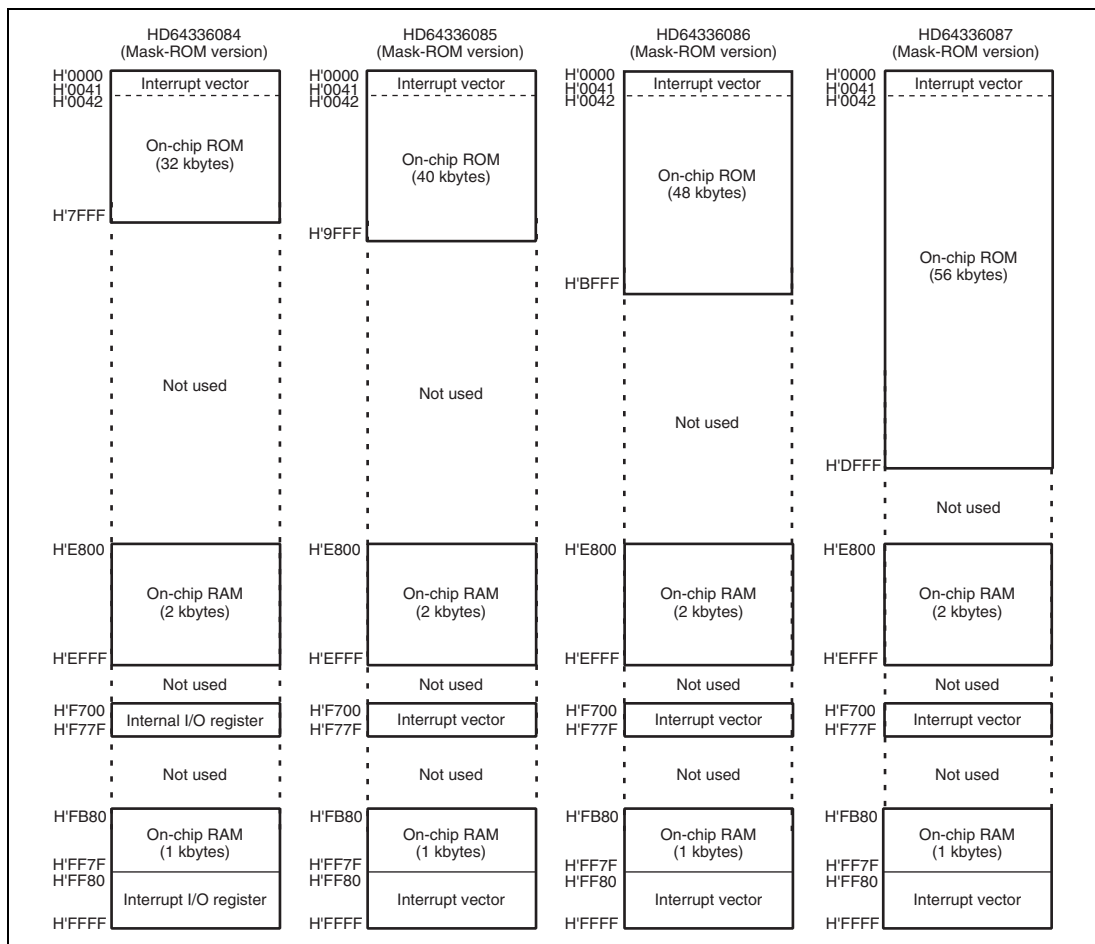 HD64336084
(Mask-ROM version)
H'0000
H'0041
H'0042
Interrupt vector
On-chip ROM
(32 kbytes)
H'7FFF
Not used
H'E800
On-chip RAM
(2 kbytes)
H'EFFF
Not used
H'F700
Internal I/O register
H'F77F
Not used
H'FB80
On-chip RAM
(1 kbytes)
H'FF7F
H'FF80
Interrupt I/O register
H'FFFF
HD64336085
(Mask-ROM version)
H'0000
H'0041
H'0042
Interrupt vector
On-chip ROM
(40 kbytes)
H'9FFF
Not used
H'E800
On-chip RAM
(2 kbytes)
H'EFFF
Not used
H'F700
Interrupt vector
H'F77F
Not used
H'FB80
On-chip RAM
(1 kbytes)
H'FF7F
H'FF80
Interrupt vector
H'FFFF
HD64336086
(Mask-ROM version)
H'0000
H'0041
H'0042
Interrupt vector
On-chip ROM
(48 kbytes)
H'BFFF
Not used
H'E800
On-chip RAM
(2 kbytes)
H'EFFF
Not used
H'F700
Interrupt vector
H'F77F
Not used
H'FB80
On-chip RAM
(1 kbytes)
H'FF7F
H'FF80
Interrupt vector
H'FFFF
HD64336087
(Mask-ROM version)
H'0000
H'0041
H'0042
Interrupt vector
On-chip ROM
(56 kbytes)
H'DFFF
Not used
H'E800
On-chip RAM
(2 kbytes)
H'EFFF
Not used
H'F700
Interrupt vector
H'F77F
Not used
H'FB80
On-chip RAM
(1 kbytes)
H'FF7F
H'FF80
Interrupt vector
H'FFFF